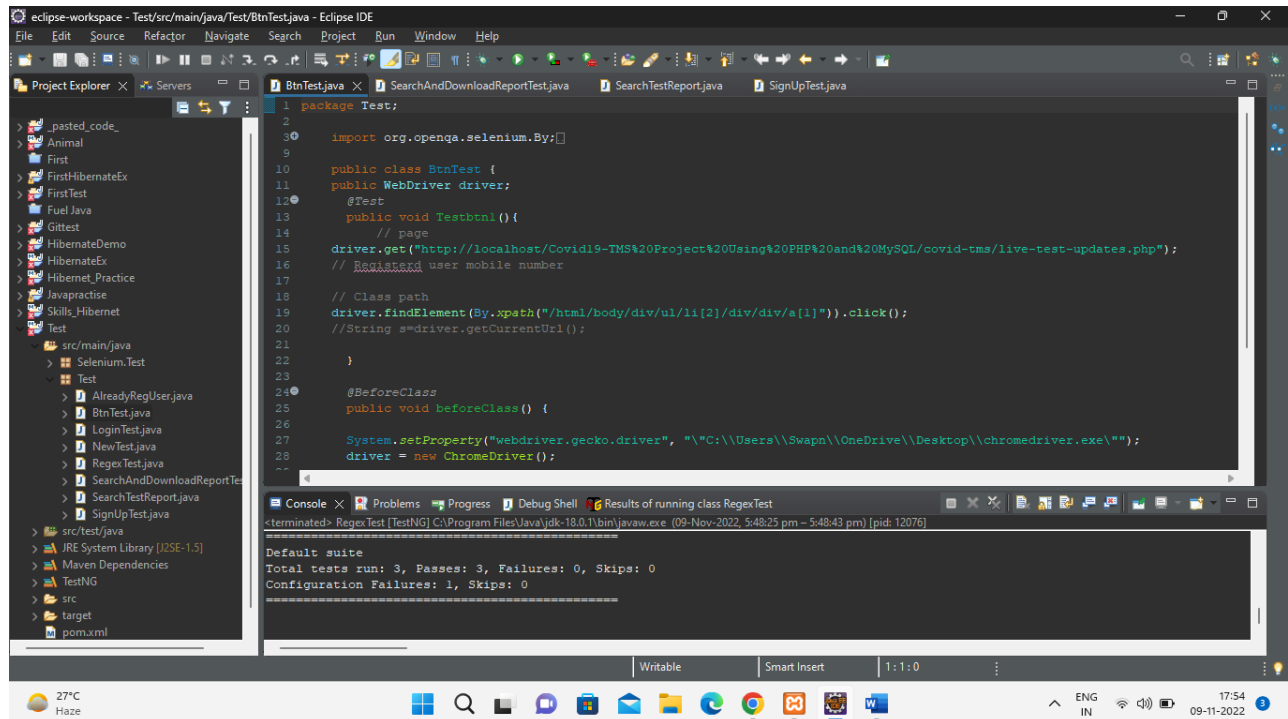 eclipse-workspace - Test/src/main/java/Test/BtnTest.java - Eclipse IDE
File Edit Source Refactor Navigate Search Project Run Window Help
Project Explorer Servers
_pasted_code_
Animal
First
FirstHibernateEx
FirstTest
Fuel Java
Gittest
HibernateDemo
HibernateEx
Hibernet_Practice
Javapractise
Skills_Hibernet
Test
src/main/java
Selenium.Test
Test
AlreadyRegUser.java
BtnTest.java
LoginTest.java
NewTest.java
RegexTest.java
SearchAndDownloadReportTes
SearchTestReport.java
SignUpTest.java
src/test/java
JRE System Library [J2SE-1.5]
Maven Dependencies
TestNG
src
target
pom.xml
BtnTest.java SearchAndDownloadReportTest.java SearchTestReport.java SignUpTest.java
1 package Test;
2
3 import org.openqa.selenium.By;
9
10 public class BtnTest {
11 public WebDriver driver;
12 @Test
13 public void Testbtn1(){
14 // page
15 driver.get("http://localhost/Covid19-TMS%20Project%20Using%20PHP%20and%20MySQL/covid-tms/live-test-updates.php");
16 // Registerd user mobile number
17
18 // Class path
19 driver.findElement(By.xpath("/html/body/div/ul/li[2]/div/div/a[1]")).click();
20 //String s=driver.getCurrentUrl();
21
22 }
23
24 @BeforeClass
25 public void beforeClass() {
26
27 System.setProperty("webdriver.gecko.driver", "\"C:\\Users\\Swapn\\OneDrive\\Desktop\\chromedriver.exe\"");
28 driver = new ChromeDriver();
Console Problems Progress Debug Shell Results of running class RegexTest
<terminated> RegexTest [TestNG] C:\Program Files\Java\jdk-18.0.1\bin\javaw.exe (09-Nov-2022, 5:48:25 pm – 5:48:43 pm) [pid: 12076]
===============================================
Default suite
Total tests run: 3, Passes: 3, Failures: 0, Skips: 0
Configuration Failures: 1, Skips: 0
===============================================
Writable Smart Insert 1:1:0
27°C
Haze
ENG
IN
17:54
09-11-2022
3